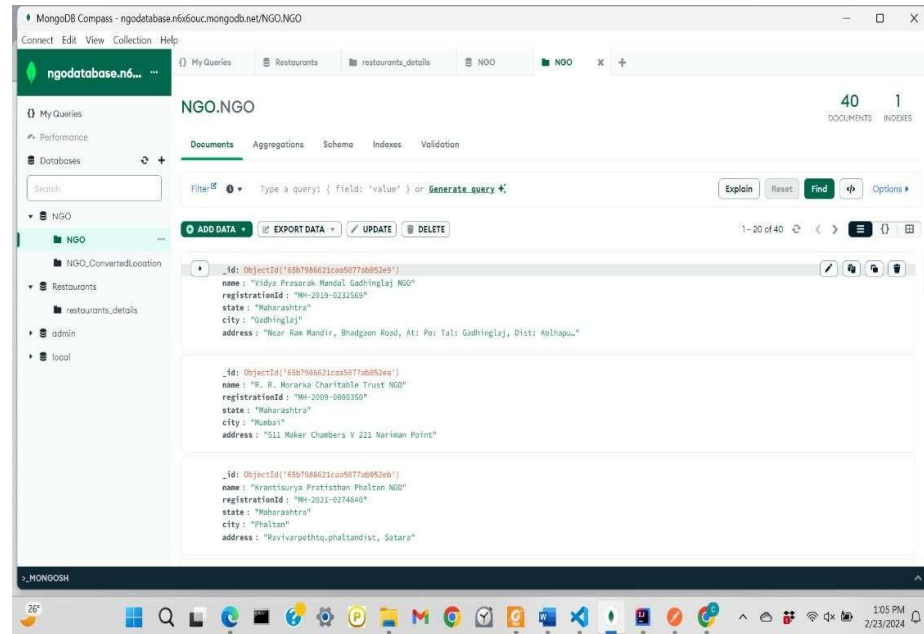 MongoDB Compass - ngodatabase.n6x6ouc.mongodb.net/NGO.NGO
Connect Edit View Collection Help
ngodatabase.n6... ...
{} My Queries
Performance
Databases
Search
NGO
NGO ...
NGO_ConvertedLocation
Restaurants
restaurants_details
admin
local
{} My Queries Restaurants restaurants_details NGO NGO X +
NGO.NGO
40 DOCUMENTS 1 INDEXES
Documents Aggregations Schema Indexes Validation
Filter Type a query: { field: 'value' } or Generate query
Explain Reset Find </> Options
ADD DATA EXPORT DATA UPDATE DELETE
1 - 20 of 40 {}
_id: ObjectId('65b7986621caa5077ab052e9')
name : "Vidya Prasarak Mandal Gadhinglaj NGO"
registrationId : "MH-2019-0232569"
state : "Maharashtra"
city : "Gadhinglaj"
address : "Near Ram Mandir, Bhadgaon Road, At: Po: Tal: Gadhinglaj, Dist: Kolhapu…"
_id: ObjectId('65b7986621caa5077ab052ea')
name : "R. R. Morarka Charitable Trust NGO"
registrationId : "MH-2009-0000350"
state : "Maharashtra"
city : "Mumbai"
address : "511 Maker Chambers V 221 Nariman Point"
_id: ObjectId('65b7986621caa5077ab052eb')
name : "Krantisurya Pratisthan Phaltan NGO"
registrationId : "MH-2021-0274840"
state : "Maharashtra"
city : "Phaltan"
address : "Ravivarpethtq.phaltandist, Satara"
>_MONGOSH
26°
1:05 PM
2/23/2024